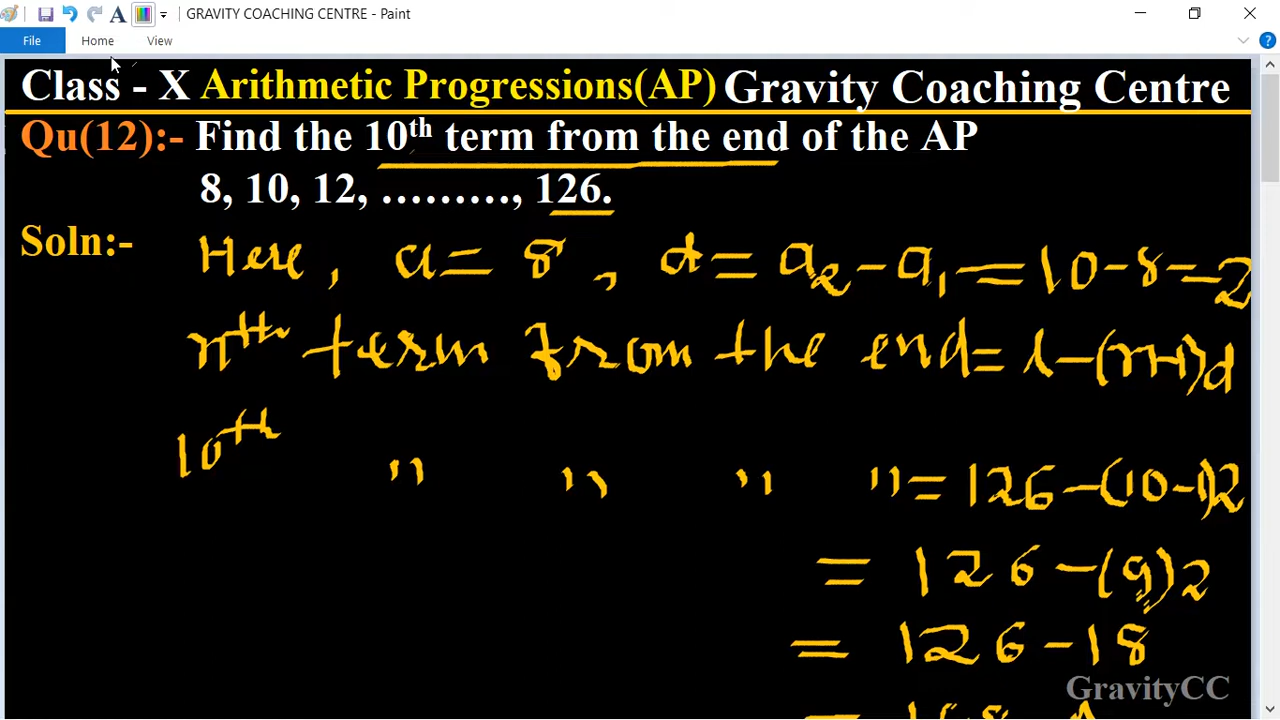 GRAVITY COACHING CENTRE - Paint
File Home View
Class - X Arithmetic Progressions(AP) Gravity Coaching Centre
Qu(12):- Find the 10th term from the end of the AP
8, 10, 12, ………, 126.
Soln:- Here, a = 8, d = a2 - a1 = 10 - 8 = 2
nth term from the end = l - (n-1)d
10th " " " " = 126 - (10-1)2
= 126 - (9)2
= 126 - 18
GravityCC
= 108